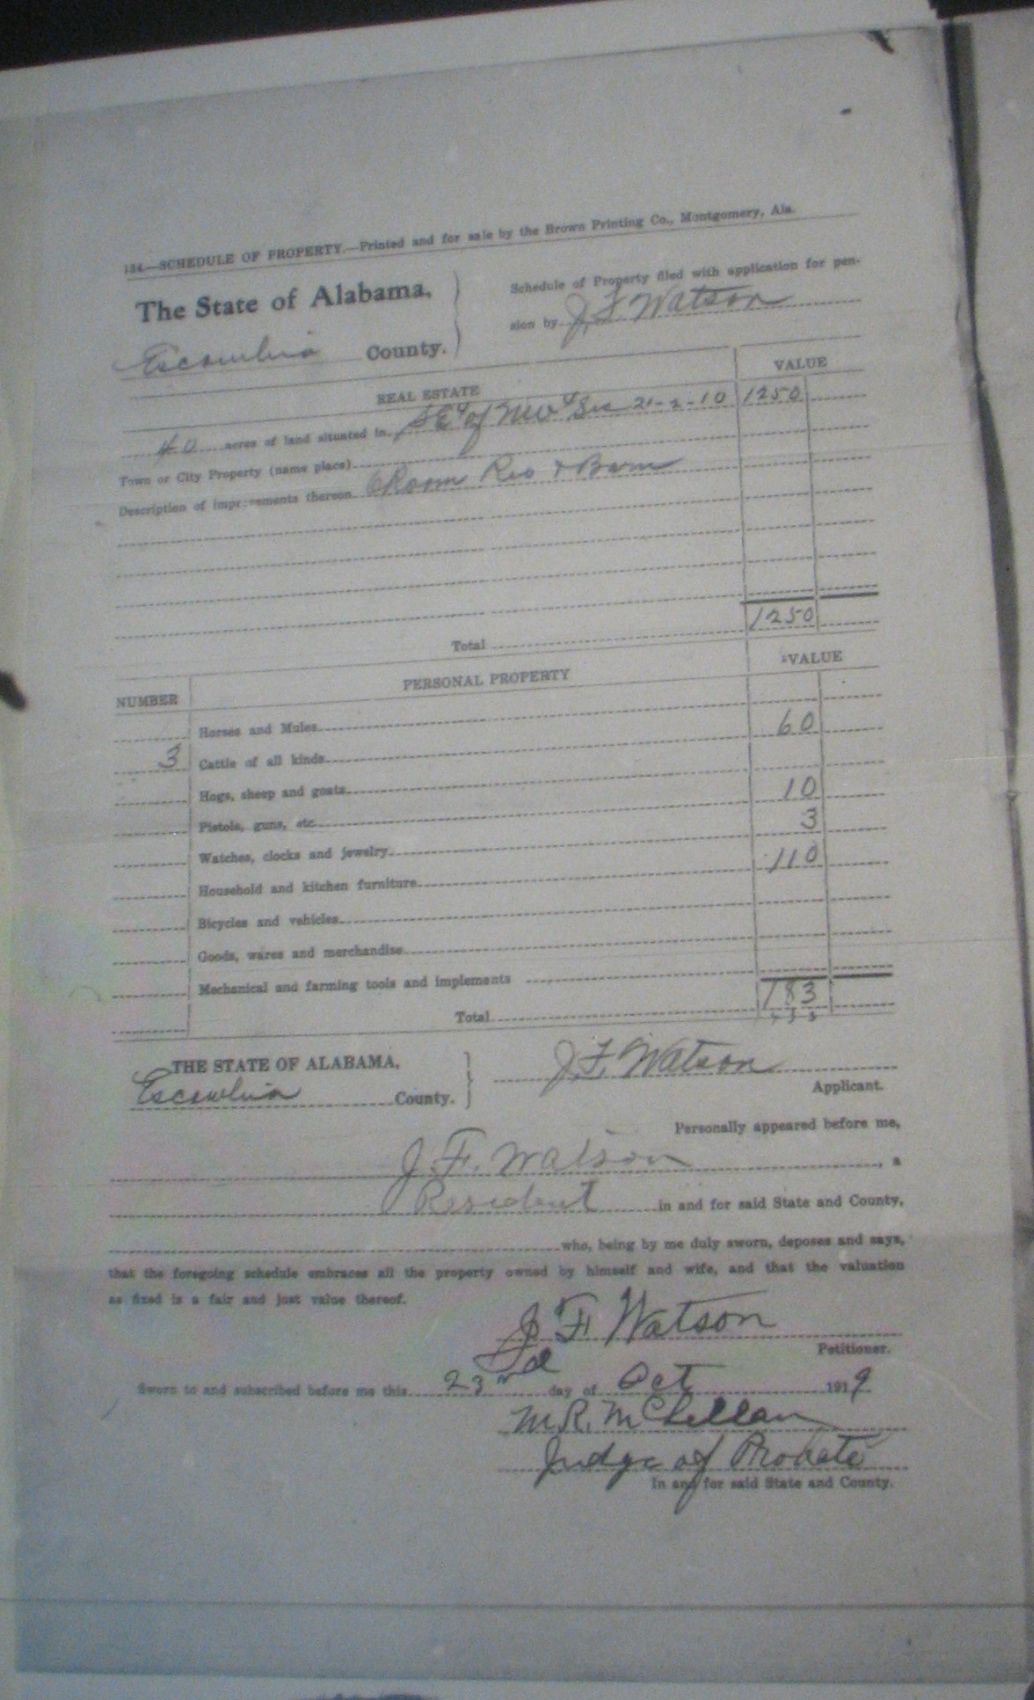 134—SCHEDULE OF PROPERTY.—Printed and for sale by the Brown Printing Co., Montgomery, Ala.
The State of Alabama,
Escambia County.
Schedule of Property filed with application for pen-
sion by J. F. Watson
REAL ESTATE VALUE
40 acres of land situated in SE 4 of NW 4 Sec 21-2-10 1250
Town or City Property (name place)
Description of improvements thereon 6 Room Res & Barn
Total 1250
NUMBER PERSONAL PROPERTY VALUE
Horses and Mules
3 Cattle of all kinds 60
Hogs, sheep and goats
Pistols, guns, etc. 10
Watches, clocks and jewelry 3
Household and kitchen furniture 110
Bicycles and vehicles
Goods, wares and merchandise
Mechanical and farming tools and implements
Total 183
THE STATE OF ALABAMA,
Escambia County.
J. F. Watson
Applicant.
Personally appeared before me,
J. F. Watson, a
Resident in and for said State and County,
who, being by me duly sworn, deposes and says,
that the foregoing schedule embraces all the property owned by himself and wife, and that the valuation
as fixed is a fair and just value thereof.
J F Watson
Petitioner.
Sworn to and subscribed before me this 23rd day of Oct 1919
M. R. McLellan
Judge of Probate
In and for said State and County.